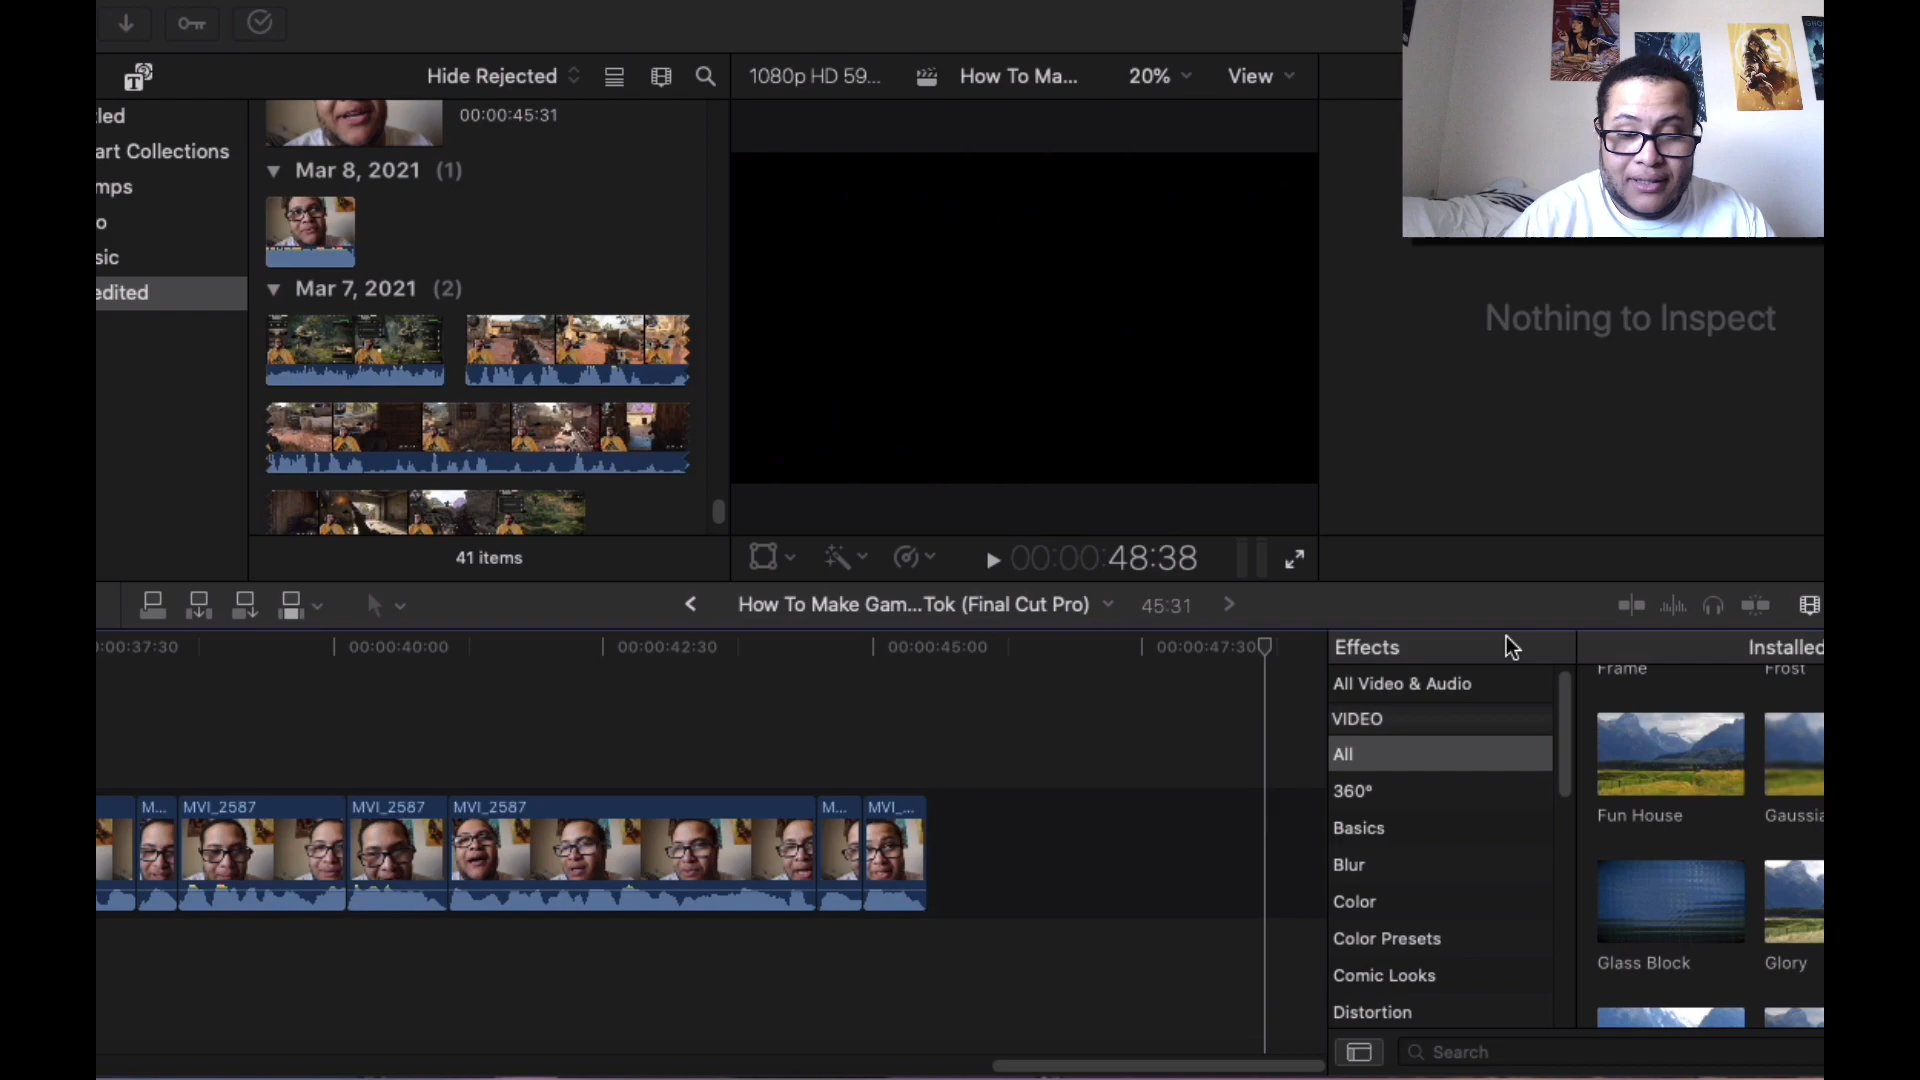 Hide Rejected
1080p HD 59...
How To Ma...
20%
View
led
art Collections
mps
o
sic
edited
00:00:45:31
Mar 8, 2021 (1)
Mar 7, 2021 (2)
41 items
Nothing to Inspect
00:00:48:38
How To Make Gam...Tok (Final Cut Pro)
45:31
:00:37:30
00:00:40:00
00:00:42:30
00:00:45:00
00:00:47:30
M...
MVI_2587
MVI_2587
MVI_2587
M...
MVI_...
Effects
Installed
All Video & Audio
VIDEO
All
360°
Basics
Blur
Color
Color Presets
Comic Looks
Distortion
Frame
Frost
Fun House
Gaussia
Glass Block
Glory
Search